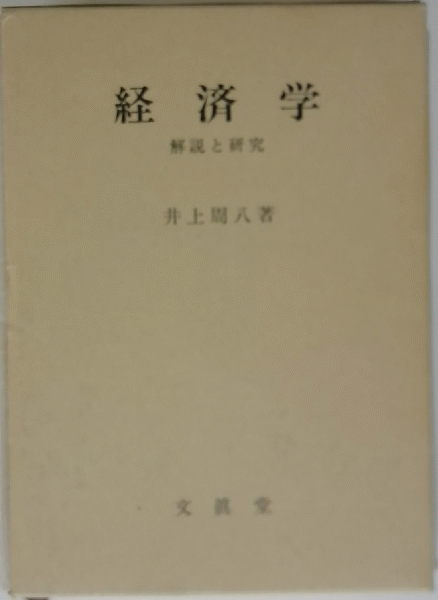 経済学
解説と研究
井上周八著
文眞堂